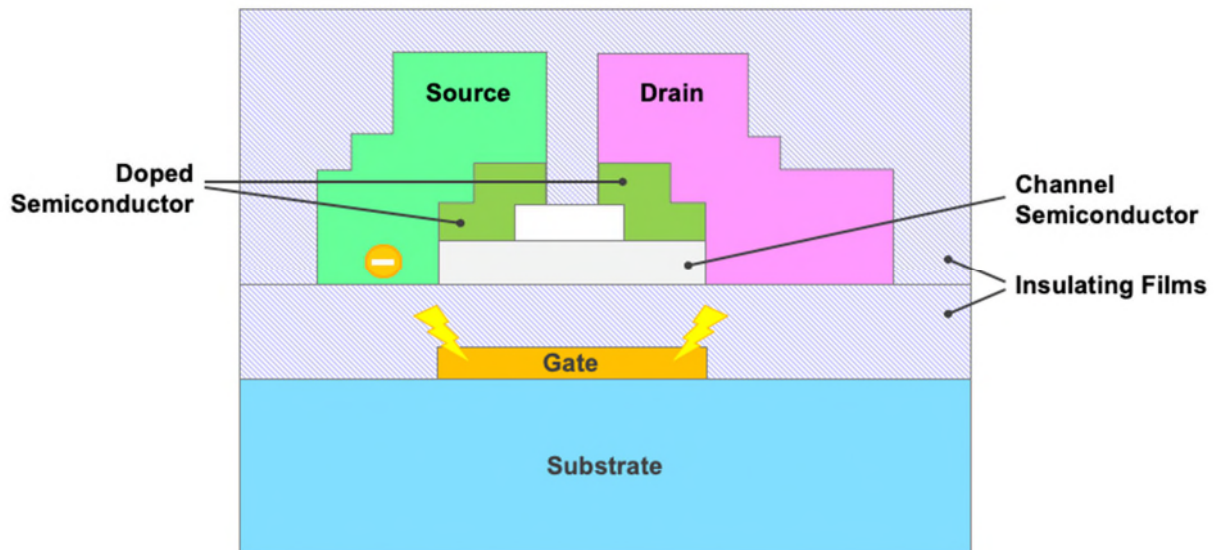 Source
Drain
Doped
Semiconductor
Channel
Semiconductor
Insulating Films
Gate
Substrate